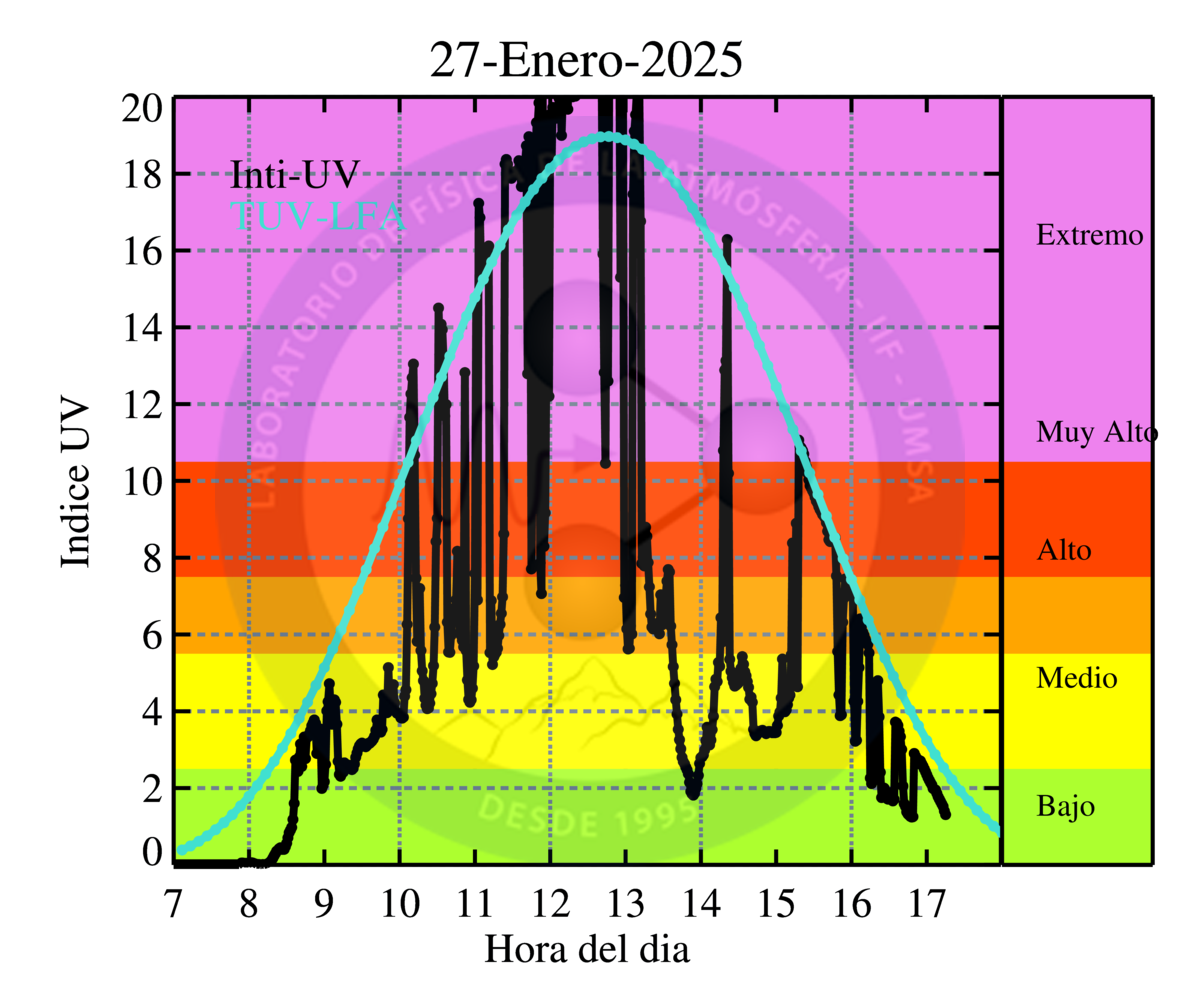 27-Enero-2025
Inti-UV
TUV-LFA
LABORATORIO DE FÍSICA DE LA ATMÓSFERA - IIF - UMSA
DESDE 1995
Indice UV
20
18
16
14
12
10
8
6
4
2
0
7 8 9 10 11 12 13 14 15 16 17
Hora del dia
Extremo
Muy Alto
Alto
Medio
Bajo